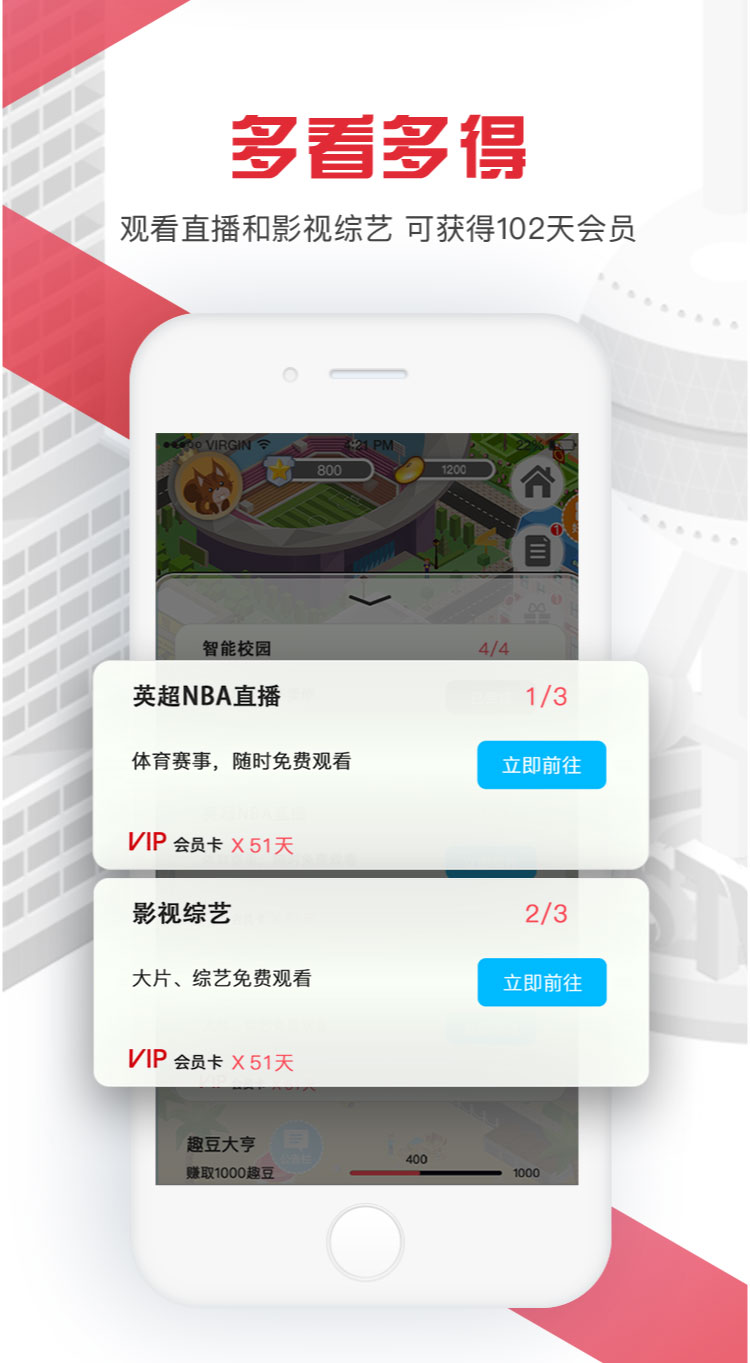 多看多得
观看直播和影视综艺 可获得102天会员
VIRGIN 4:21 PM 22%
800 1200
1
智能校园 4/4
英超NBA直播 1/3
体育赛事，随时免费观看 立即前往
VIP 会员卡 X 51天
影视综艺 2/3
大片、综艺免费观看 立即前往
VIP 会员卡 X 51天
趣豆大亨
400
赚取1000趣豆 1000